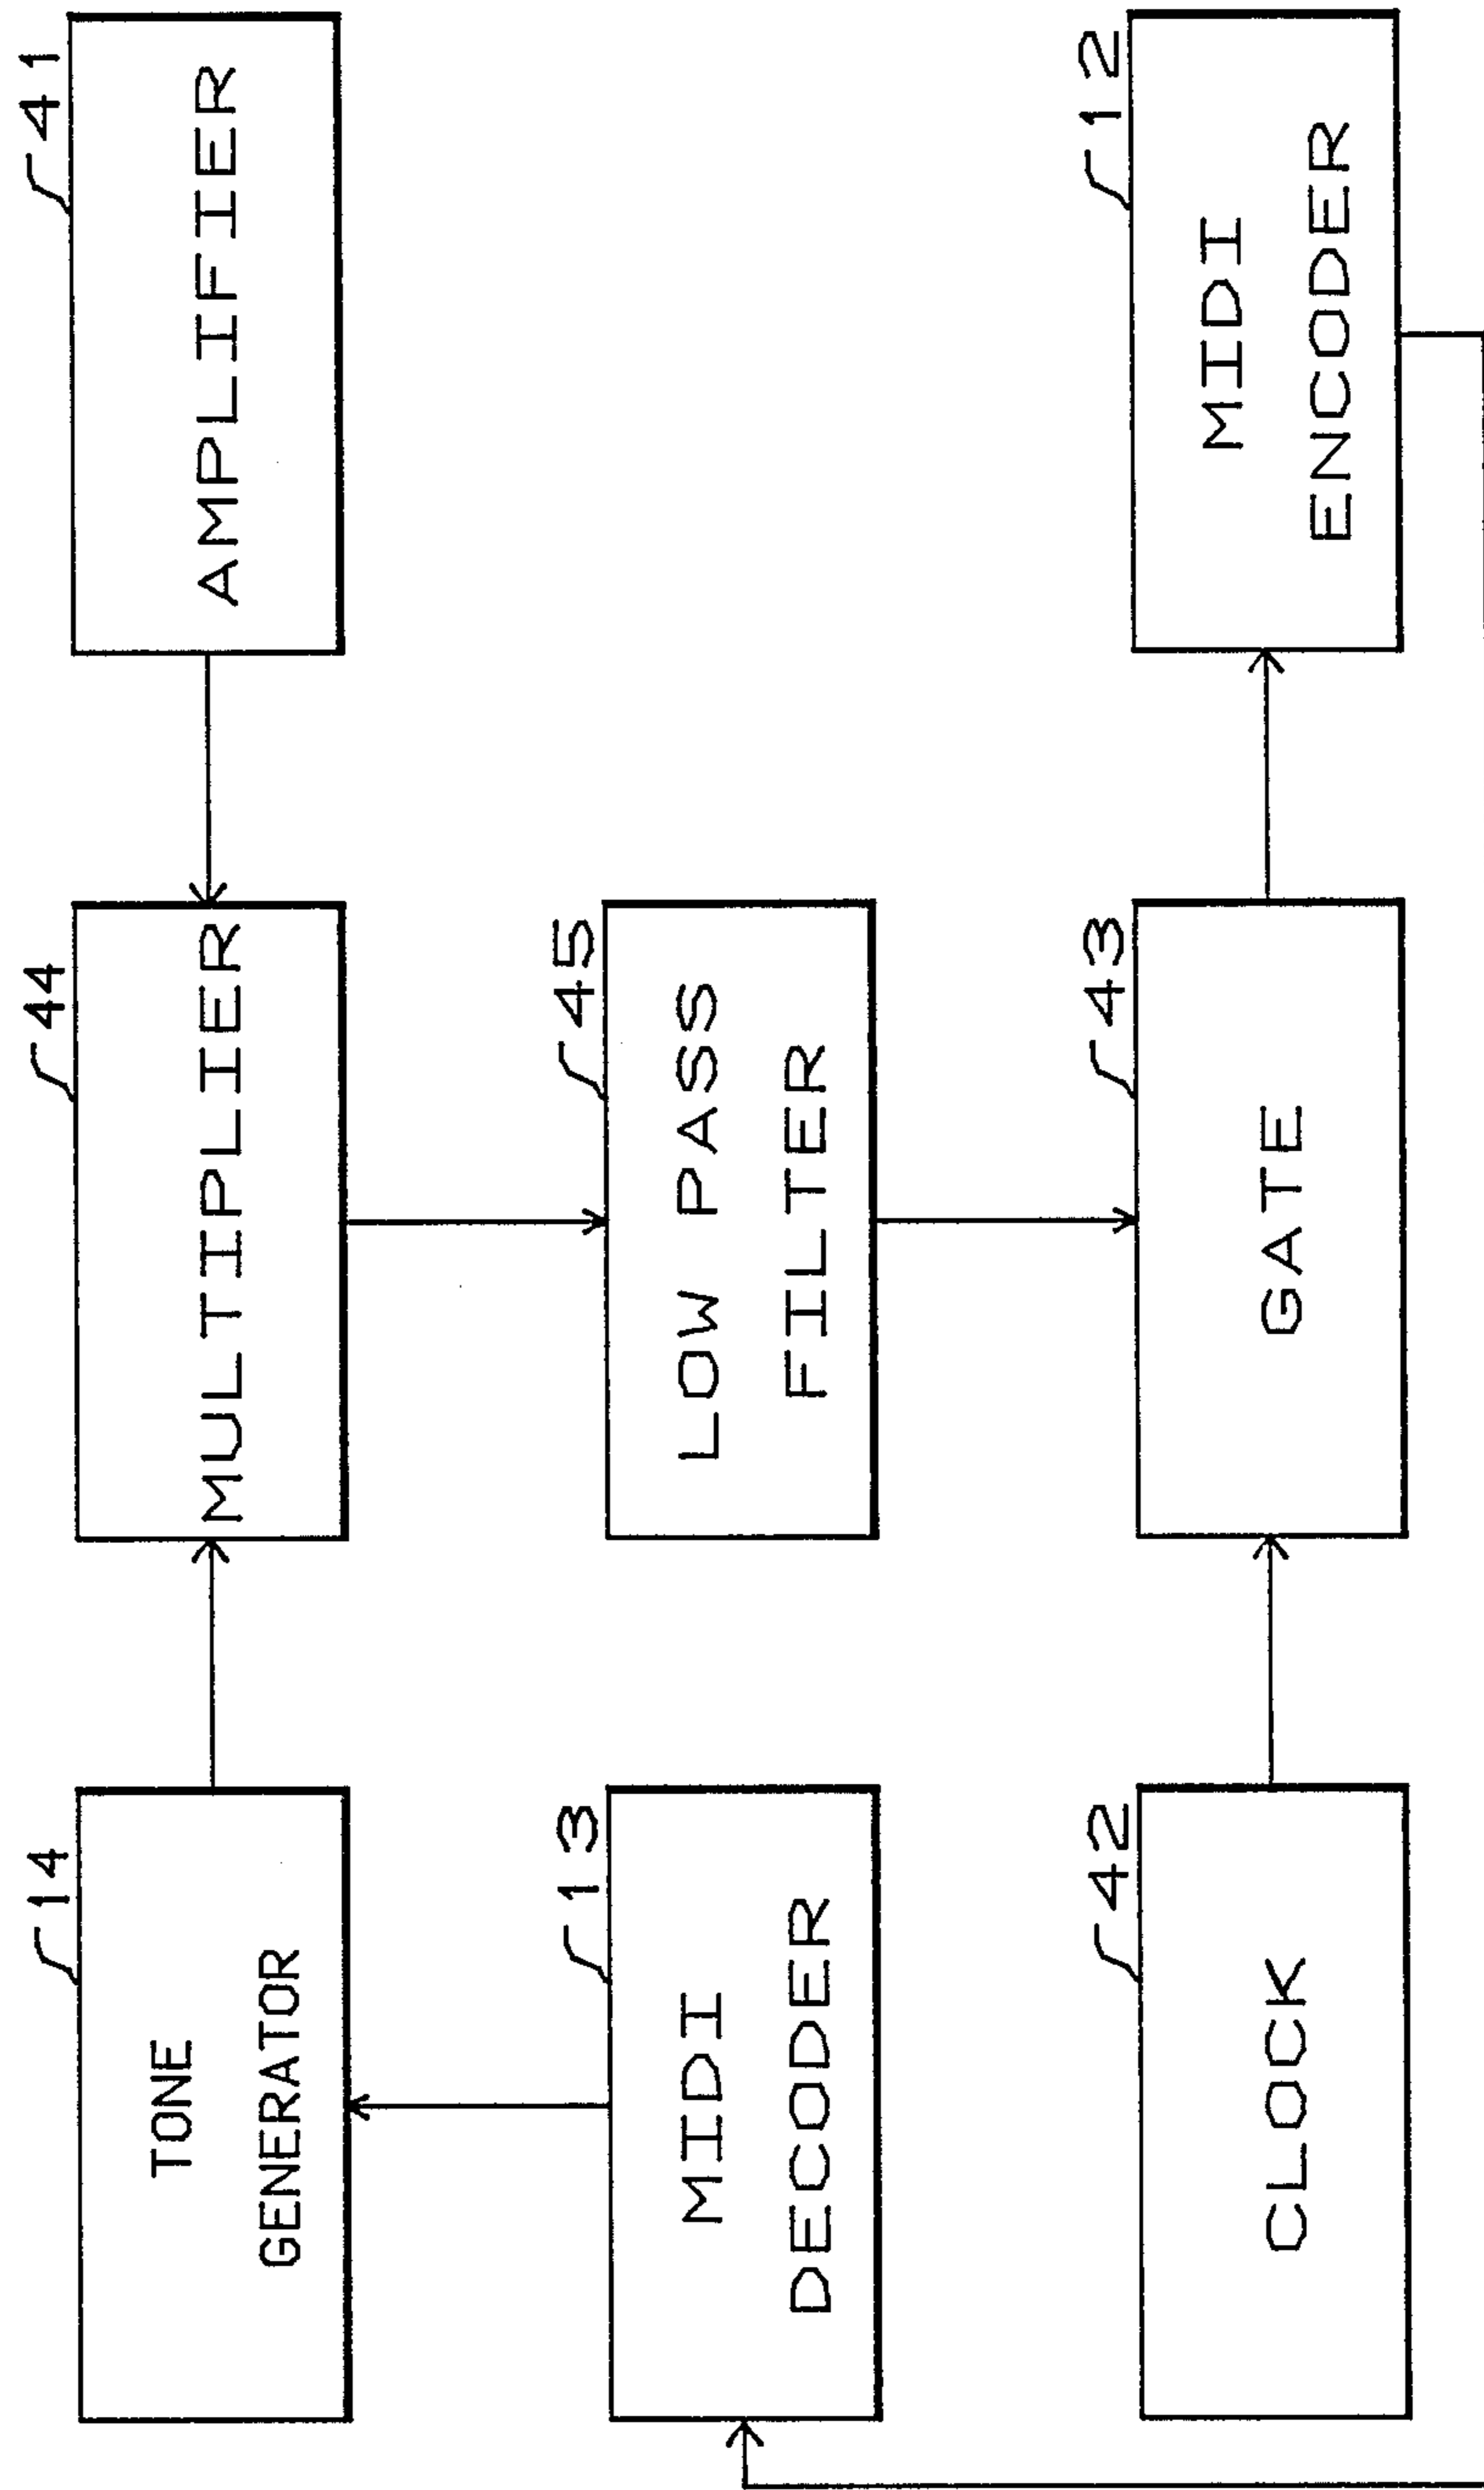 14
TONE
GENERATOR
44
MULTIPLIER
41
AMPLIFIER
13
MIDI
DECODER
45
LOW PASS
FILTER
42
CLOCK
43
GATE
12
MIDI
ENCODER